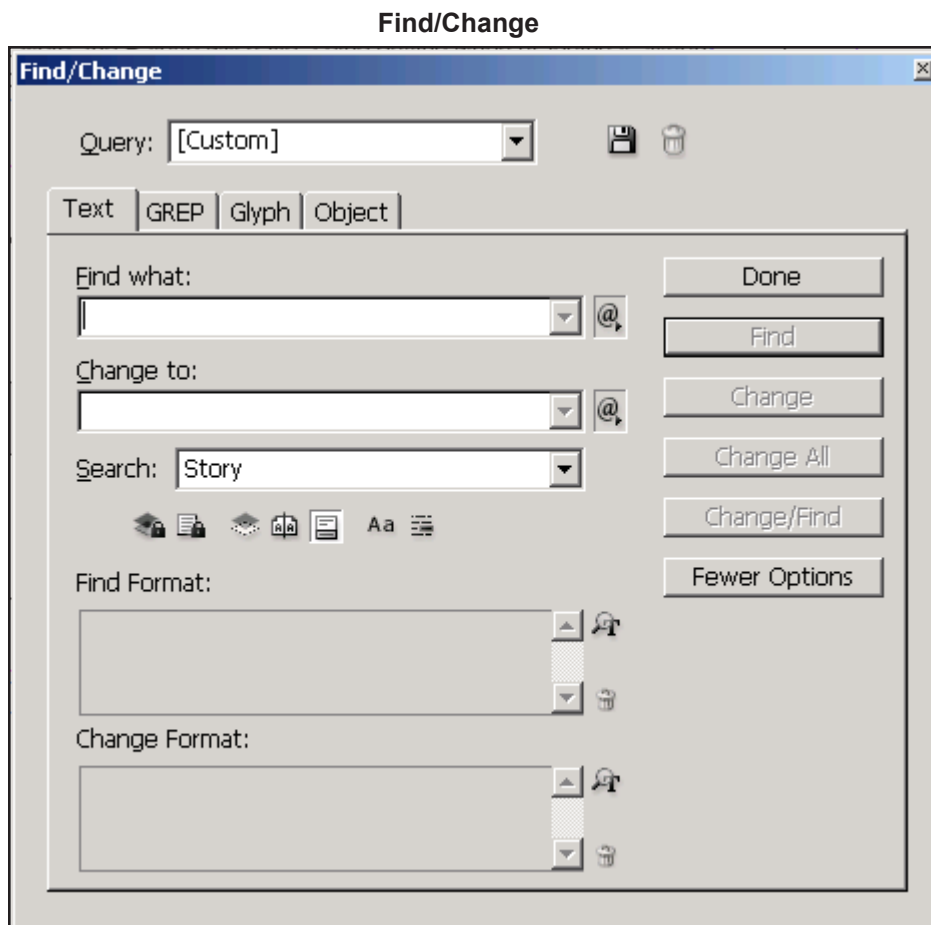 Find/Change
Find/Change
Query: [Custom]
Text GREP Glyph Object
Find what:
Done
@
Find
Change to:
Change
@
Search: Story
Change All
Aa
Change/Find
Find Format:
Fewer Options
Change Format: